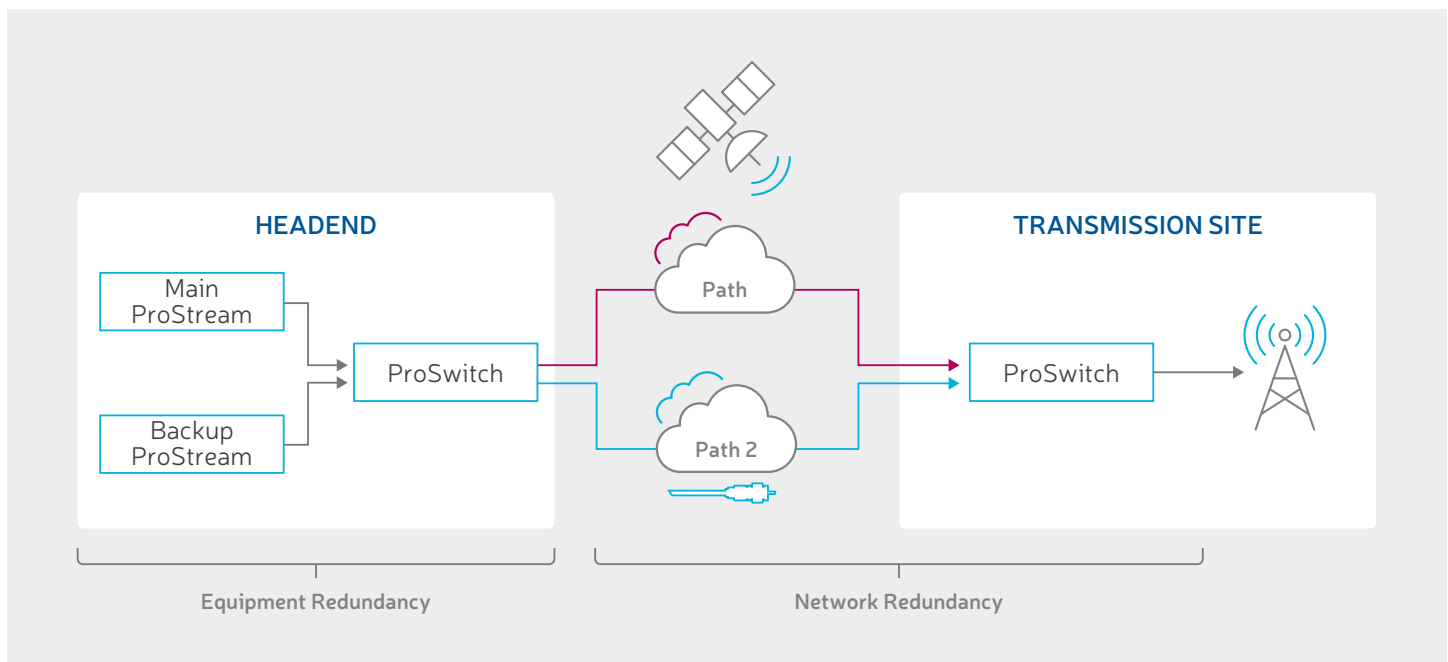 HEADEND
Main
ProStream
Backup
ProStream
ProSwitch
Path
Path 2
TRANSMISSION SITE
ProSwitch
Equipment Redundancy
Network Redundancy